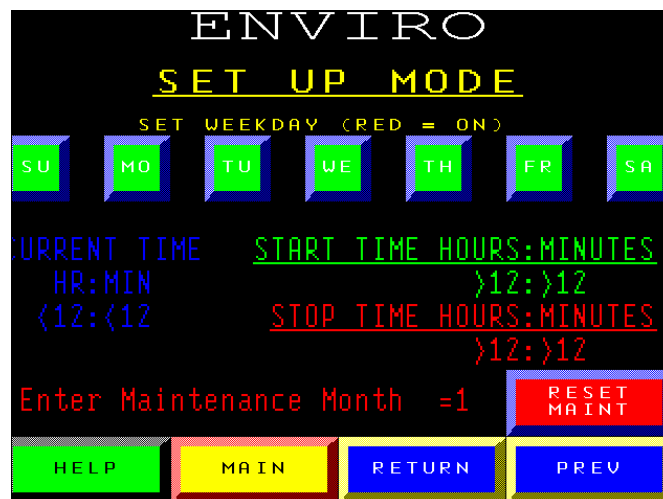 ENVIRO
SET UP MODE
SET WEEKDAY (RED = ON)
SU MO TU WE TH FR SA
CURRENT TIME START TIME HOURS:MINUTES
HR:MIN ⟩12:⟩12
⟨12:⟨12 STOP TIME HOURS:MINUTES
⟩12:⟩12
Enter Maintenance Month =1 RESET MAINT
HELP MAIN RETURN PREV